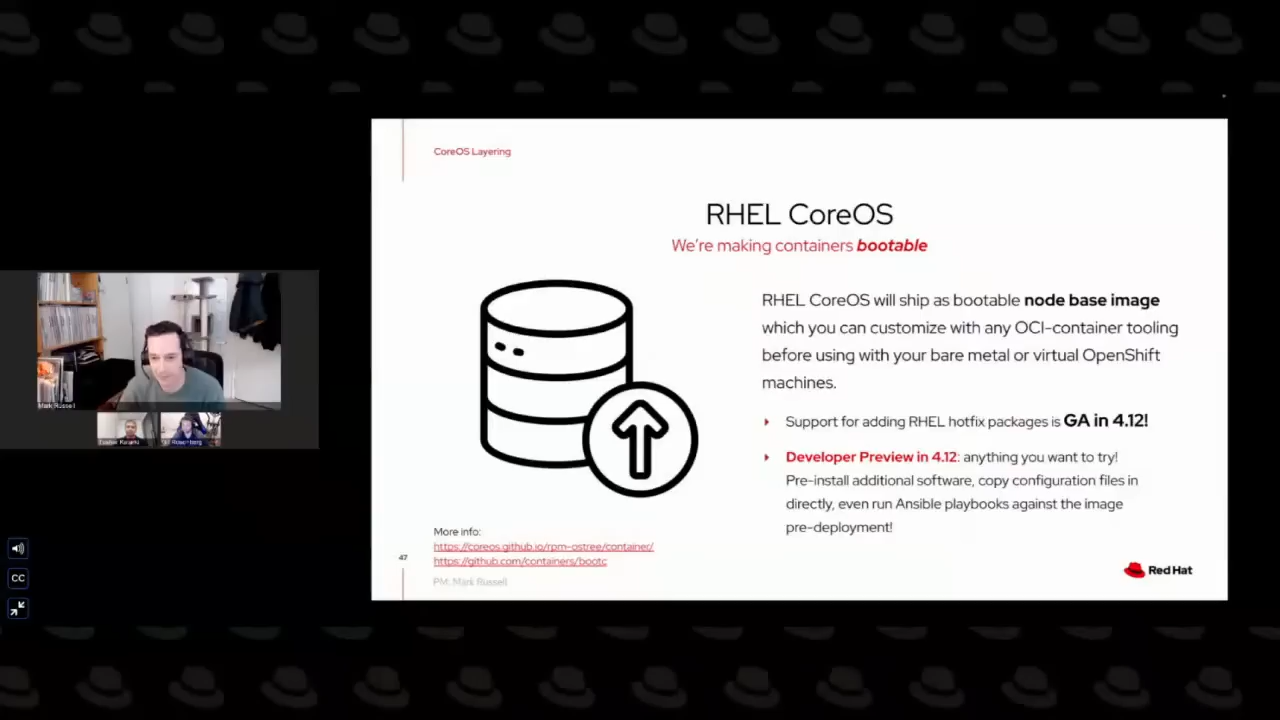 CoreOS Layering
RHEL CoreOS
We're making containers bootable
RHEL CoreOS will ship as bootable node base image
which you can customize with any OCI-container tooling
before using with your bare metal or virtual OpenShift
machines.
Support for adding RHEL hotfix packages is GA in 4.12!
Developer Preview in 4.12: anything you want to try!
Pre-install additional software, copy configuration files in
directly, even run Ansible playbooks against the image
pre-deployment!
More info:
https://coreos.github.io/rpm-ostree/container/
https://github.com/containers/bootc
PM: Mark Russell
47
Red Hat
Mark Russell
Rosenberg
CC